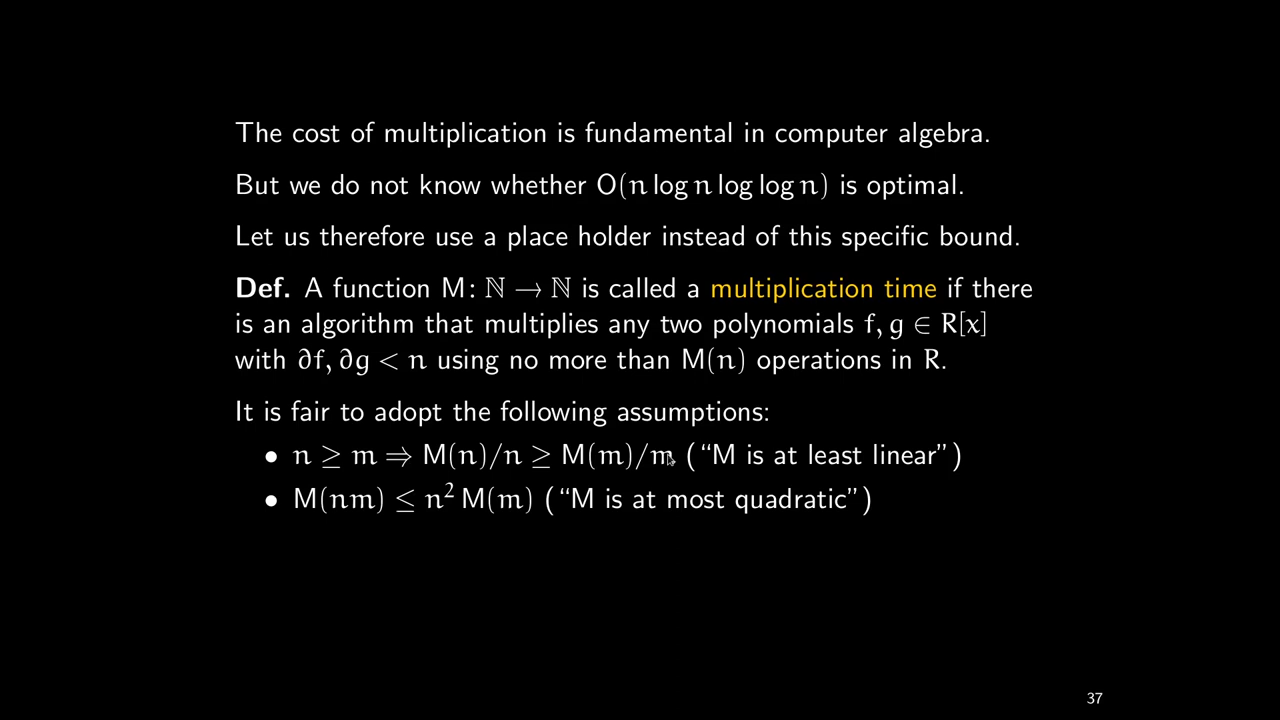 The cost of multiplication is fundamental in computer algebra.
But we do not know whether O(n log n log log n) is optimal.
Let us therefore use a place holder instead of this specific bound.
Def. A function M: ℕ → ℕ is called a multiplication time if there
is an algorithm that multiplies any two polynomials f, g ∈ R[x]
with ∂f, ∂g < n using no more than M(n) operations in R.
It is fair to adopt the following assumptions:
• n ≥ m ⇒ M(n)/n ≥ M(m)/m (“M is at least linear”)
• M(nm) ≤ n² M(m) (“M is at most quadratic”)
37